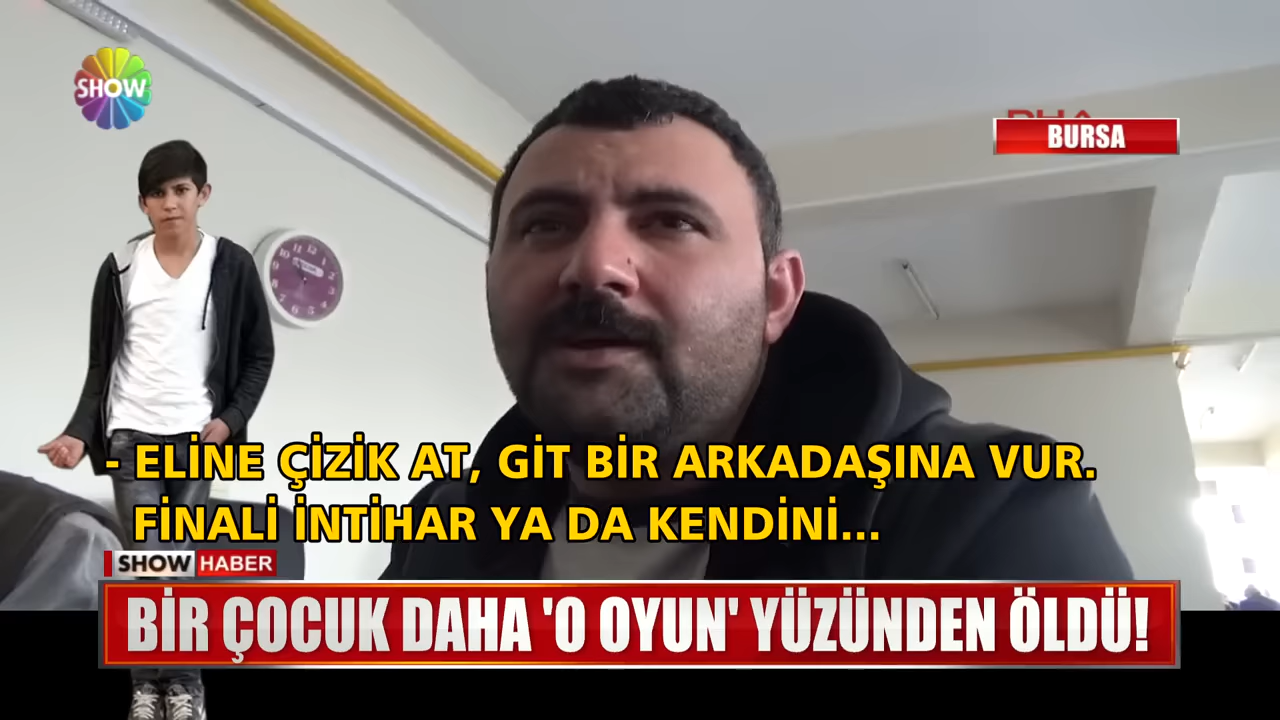 SHOW
BURSA
- ELİNE ÇİZİK AT, GİT BİR ARKADAŞINA VUR.
FİNALİ İNTİHAR YA DA KENDİNİ...
SHOW HABER
BİR ÇOCUK DAHA 'O OYUN' YÜZÜNDEN ÖLDÜ!